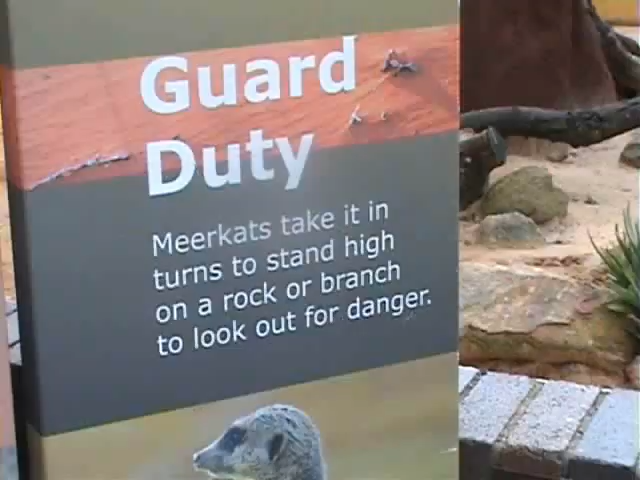 Guard
Duty
Meerkats take it in
turns to stand high
on a rock or branch
to look out for danger.